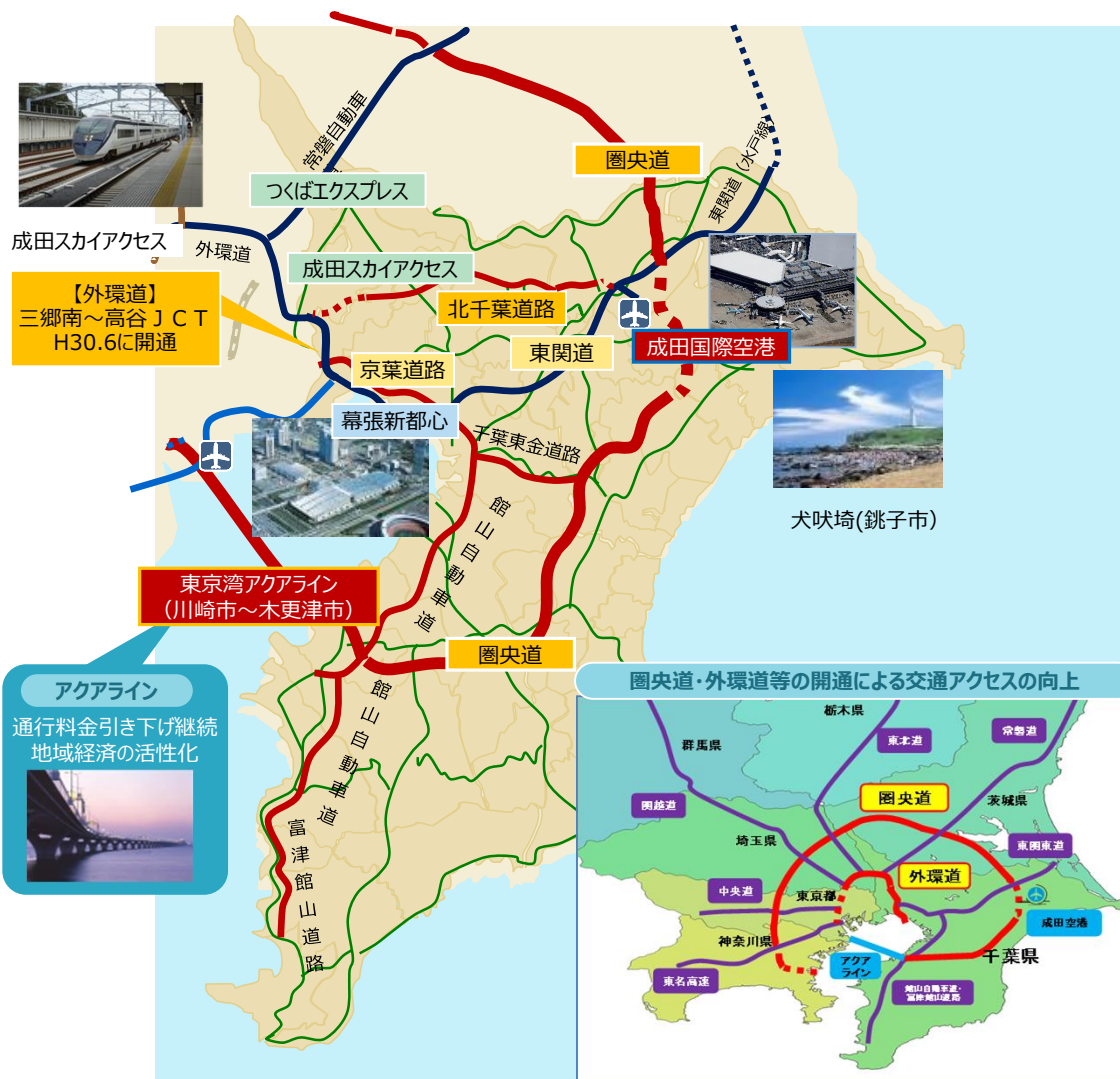 常磐自動車
圏央道
東関道 (水戸線
つくばエクスプレス
成田スカイアクセス
外環道
成田スカイアクセス
【外環道】
三郷南～高谷ＪＣＴ
H30.6に開通
北千葉道路
成田国際空港
東関道
京葉道路
幕張新都心
千葉東金道路
犬吠埼(銚子市)
館山自動車道
東京湾アクアライン
(川崎市～木更津市)
圏央道
アクアライン
通行料金引き下げ継続
地域経済の活性化
館山自動車道
富津館山道路
圏央道・外環道等の開通による交通アクセスの向上
栃木県
群馬県
東北道
常磐道
関越道
圏央道
茨城県
埼玉県
東関東道
外環道
中央道
東京都
成田空港
神奈川県
千葉県
アクア
ライン
東名高速
館山自動車道・
富津館山道路